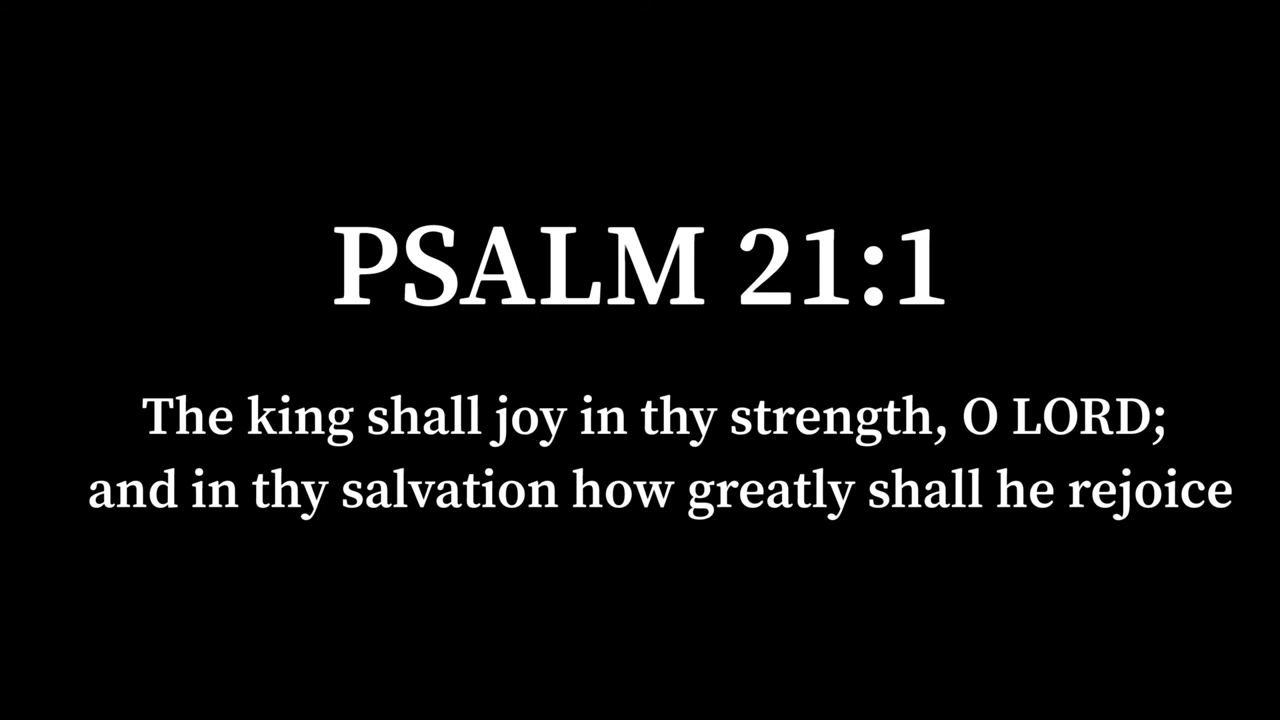 PSALM 21:1
The king shall joy in thy strength, O LORD;
and in thy salvation how greatly shall he rejoice